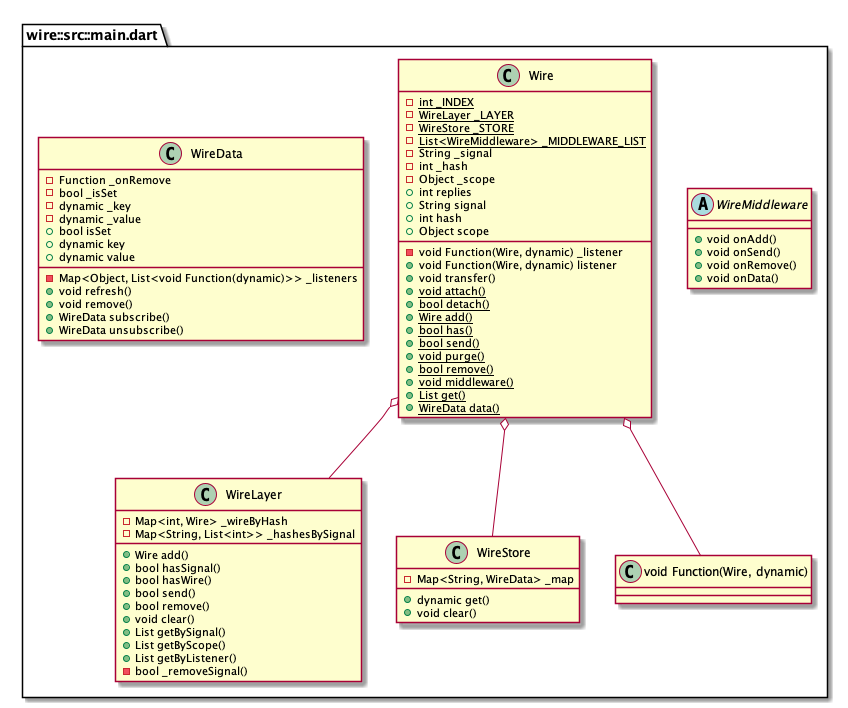 wire::src::main.dart
C Wire
int _INDEX
WireLayer _LAYER
WireStore _STORE
List<WireMiddleware> _MIDDLEWARE_LIST
String _signal
int _hash
Object _scope
int replies
String signal
int hash
Object scope
void Function(Wire, dynamic) _listener
void Function(Wire, dynamic) listener
void transfer()
void attach()
bool detach()
Wire add()
bool has()
bool send()
void purge()
bool remove()
void middleware()
List get()
WireData data()
C WireData
Function _onRemove
bool _isSet
dynamic _key
dynamic _value
bool isSet
dynamic key
dynamic value
Map<Object, List<void Function(dynamic)>> _listeners
void refresh()
void remove()
WireData subscribe()
WireData unsubscribe()
A WireMiddleware
void onAdd()
void onSend()
void onRemove()
void onData()
C WireLayer
Map<int, Wire> _wireByHash
Map<String, List<int>> _hashesBySignal
Wire add()
bool hasSignal()
bool hasWire()
bool send()
bool remove()
void clear()
List getBySignal()
List getByScope()
List getByListener()
bool _removeSignal()
C WireStore
Map<String, WireData> _map
dynamic get()
void clear()
C void Function(Wire, dynamic)